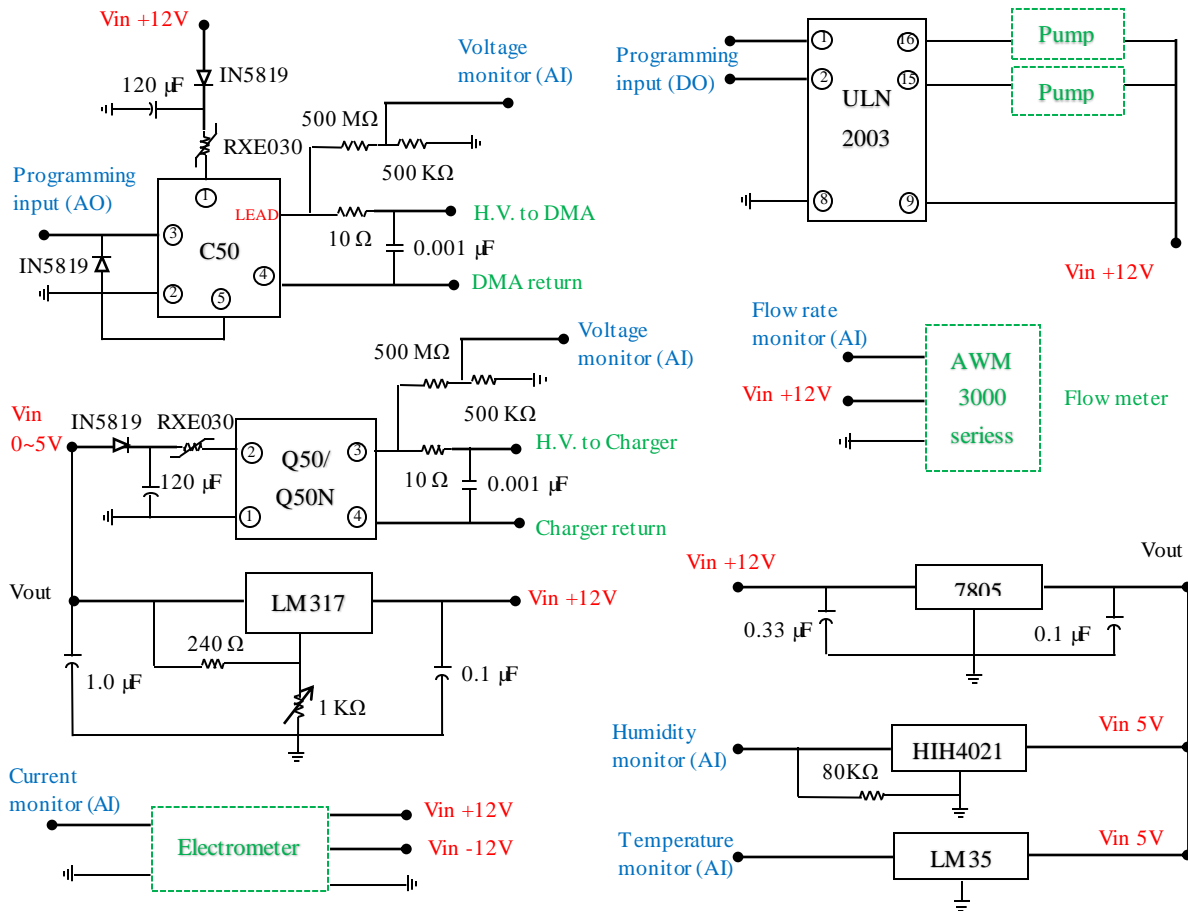 Vin +12V
IN5819
120 µF
RXE030
Voltage
monitor (AI)
500 MΩ
500 KΩ
Programming
input (AO)
1
LEAD
3
C50
2
5
4
IN5819
10 Ω
0.001 µF
H.V. to DMA
DMA return
Programming
input (DO)
1
2
16
15
ULN
2003
8
9
Pump
Pump
Vin +12V
Voltage
monitor (AI)
500 MΩ
500 KΩ
Vin
0~5V
IN5819
RXE030
120 µF
2
3
Q50/
Q50N
1
4
10 Ω
0.001 µF
H.V. to Charger
Charger return
Flow rate
monitor (AI)
Vin +12V
AWM
3000
seriess
Flow meter
Vout
LM317
Vin +12V
240 Ω
1.0 µF
1 KΩ
0.1 µF
Vin +12V
7805
Vout
0.33 µF
0.1 µF
Humidity
monitor (AI)
HIH4021
Vin 5V
80KΩ
Temperature
monitor (AI)
LM35
Vin 5V
Current
monitor (AI)
Electrometer
Vin +12V
Vin -12V